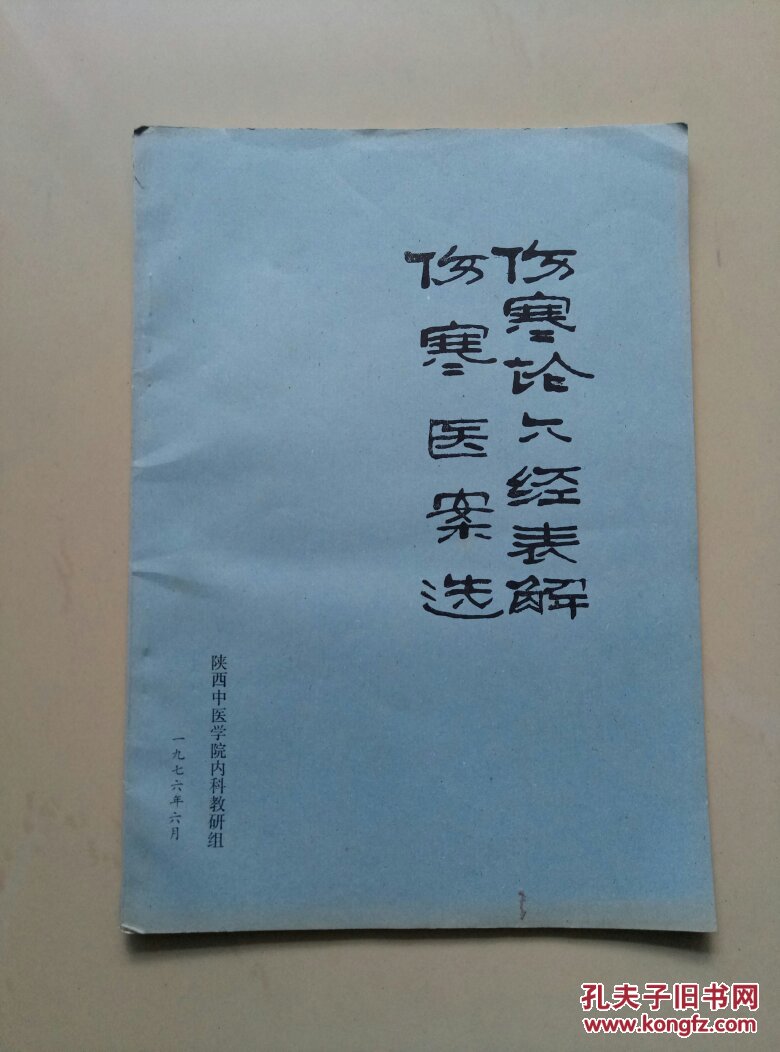 伤寒论六经表解
伤寒医案选
陕西中医学院内科教研组
一九七六年六月
孔夫子旧书网
www.kongfz.com